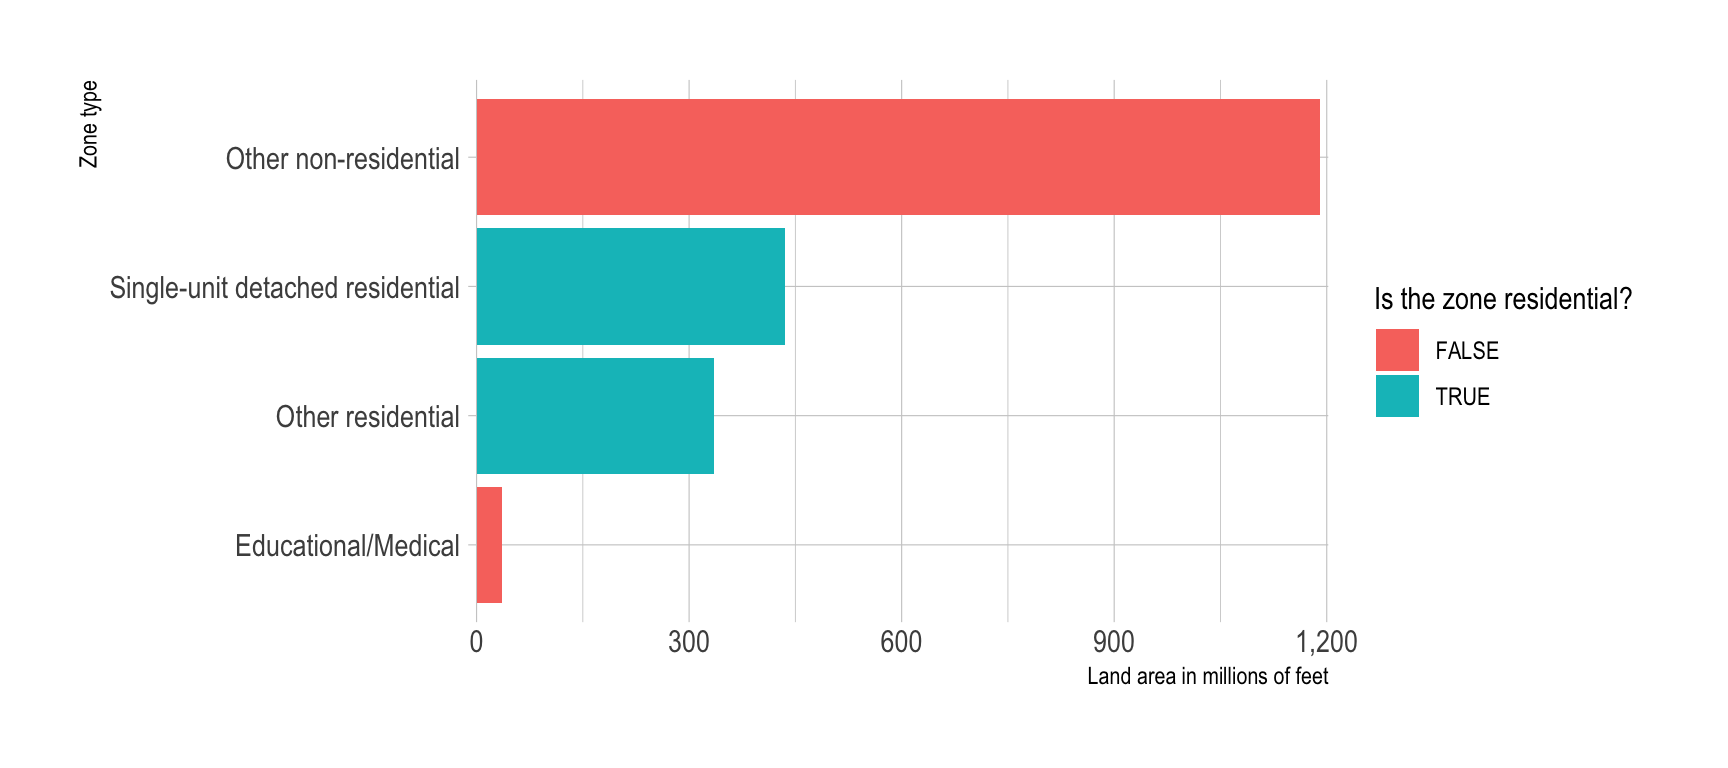 Zone type
Other non-residential
Single-unit detached residential
Other residential
Educational/Medical
0 300 600 900 1,200
Land area in millions of feet
Is the zone residential?
FALSE
TRUE